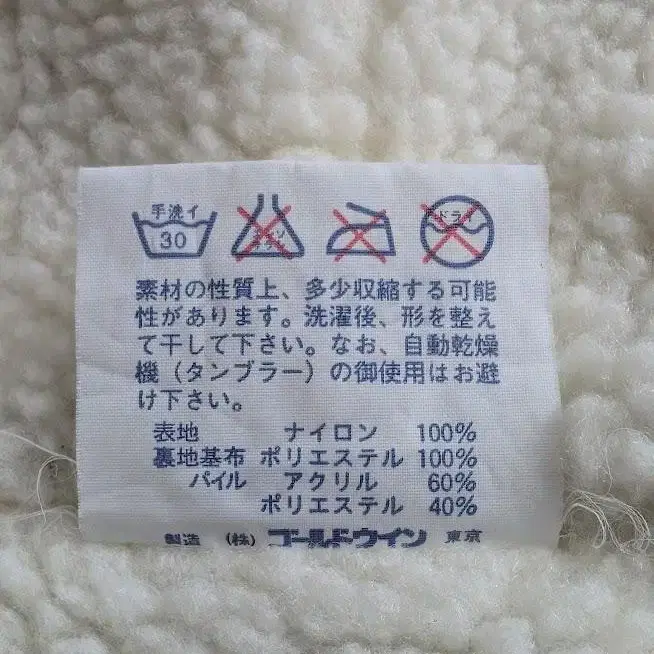 手洗イ
30
ドライ
素材の性質上、多少収縮する可能
性があります。洗濯後、形を整え
て干して下さい。なお、自動乾燥
機（タンブラー）の御使用はお避
け下さい。
表地 ナイロン 100%
裏地基布 ポリエステル 100%
パイル アクリル 60%
ポリエステル 40%
製造 (株) ゴールドウイン 東京